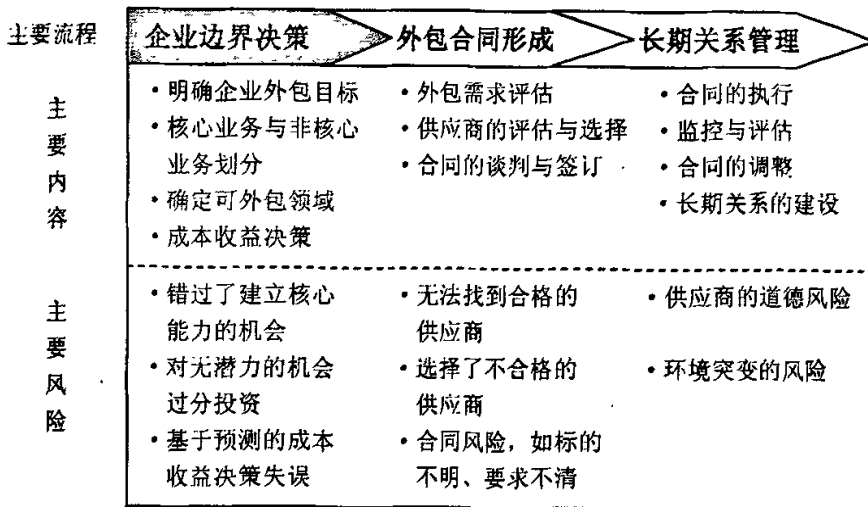 主要流程
企业边界决策
外包合同形成
长期关系管理
主要内容
• 明确企业外包目标
• 核心业务与非核心
业务划分
• 确定可外包领域
• 成本收益决策
• 外包需求评估
• 供应商的评估与选择
• 合同的谈判与签订
• 合同的执行
• 监控与评估
• 合同的调整
• 长期关系的建设
主要风险
• 错过了建立核心
能力的机会
• 对无潜力的机会
过分投资
• 基于预测的成本
收益决策失误
• 无法找到合格的
供应商
• 选择了不合格的
供应商
• 合同风险，如标的
不明、要求不清
• 供应商的道德风险
• 环境突变的风险